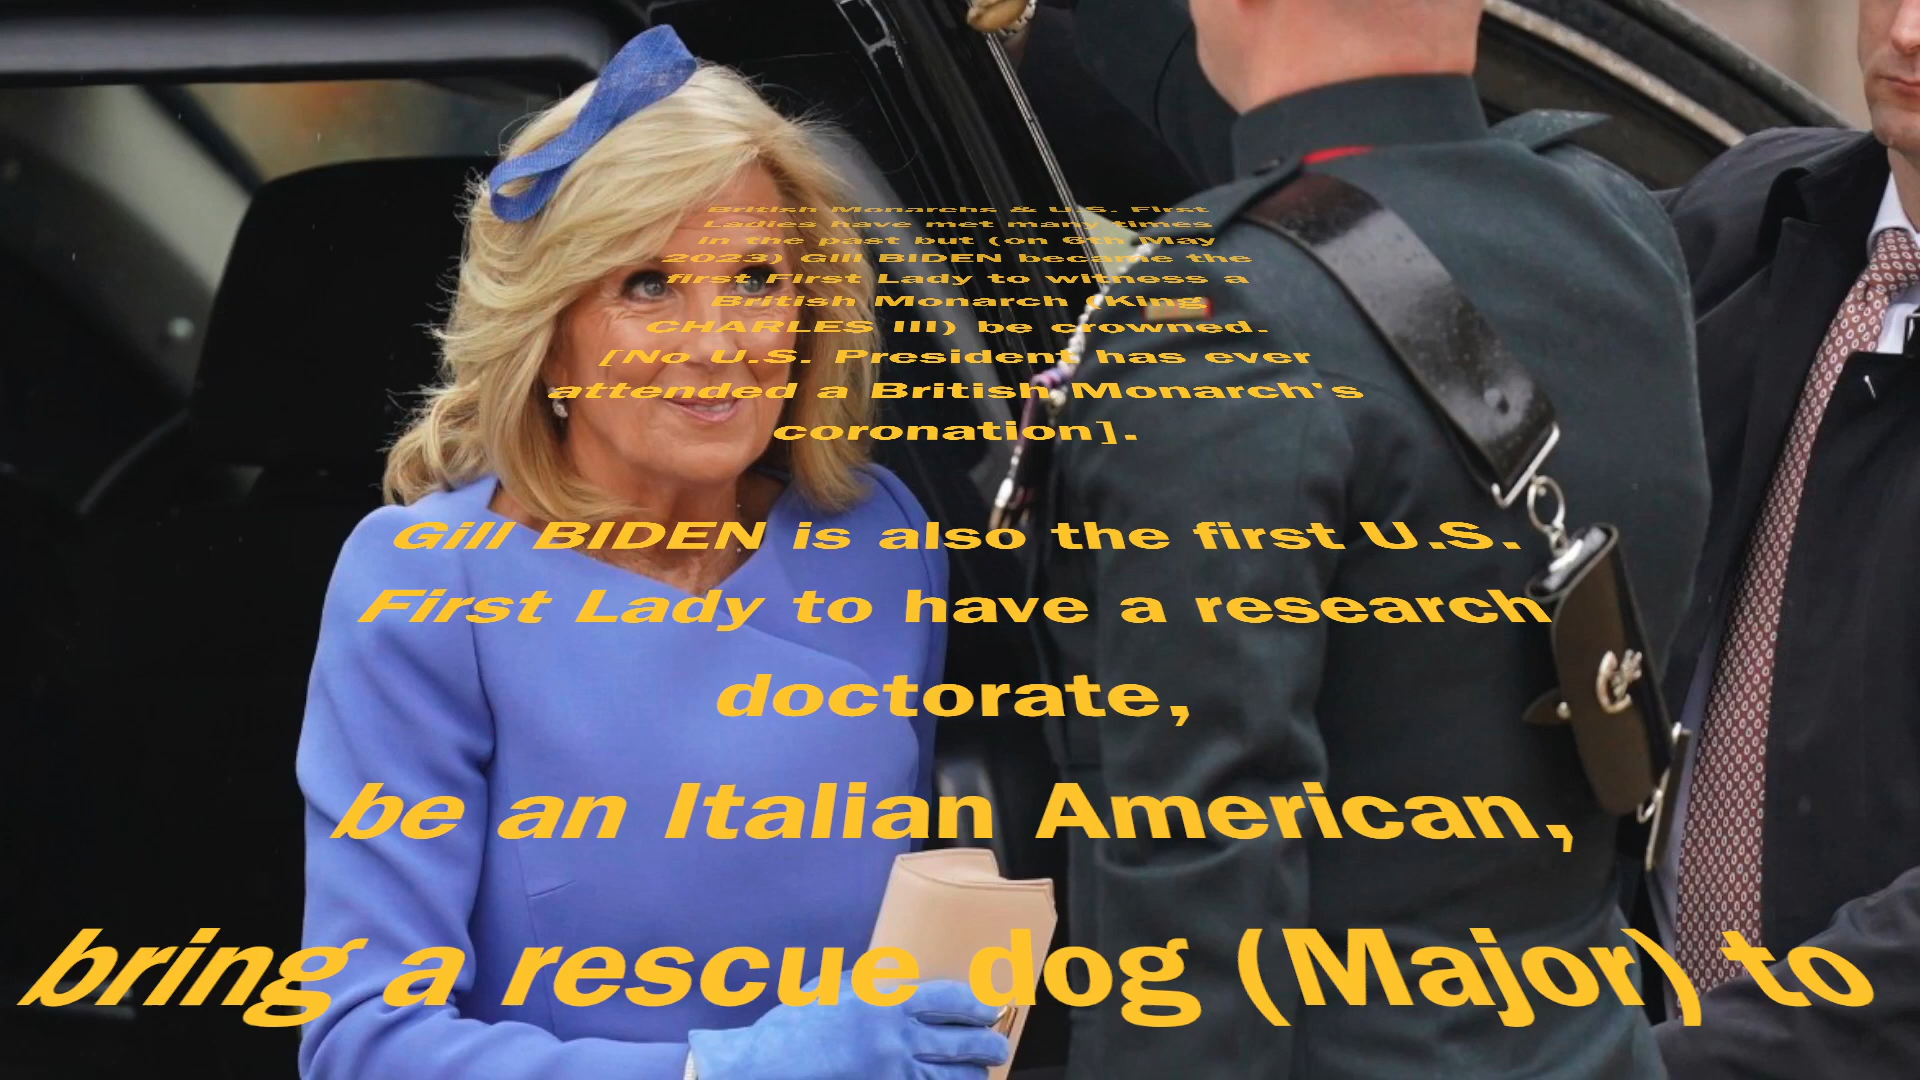 British Monarchs & U.S. First
Ladies have met many times
in the past but (on 6th May
2023) Gill BIDEN became the
first First Lady to witness a
British Monarch (King
CHARLES III) be crowned.
[No U.S. President has ever
attended a British Monarch's
coronation].
Gill BIDEN is also the first U.S.
First Lady to have a research
doctorate,
be an Italian American,
bring a rescue dog (Major) to